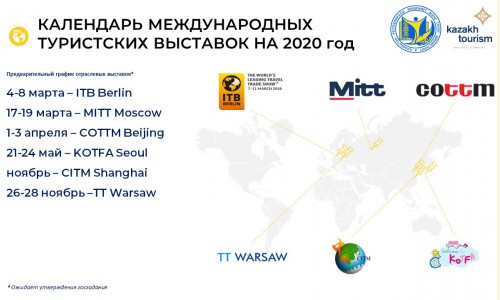 КАЛЕНДАРЬ МЕЖДУНАРОДНЫХ
ТУРИСТСКИХ ВЫСТАВОК НА 2020 год
kazakh
tourism
Предварительный график отраслевых выставок*
4-8 марта – ITB Berlin
17-19 марта – MITT Moscow
1-3 апреля – COTTM Beijing
21-24 май – KOTFA Seoul
ноябрь – CITM Shanghai
26-28 ноябрь –TT Warsaw
ITB
BERLIN
THE WORLD'S
LEADING TRAVEL
TRADE SHOW
Mitt
cottm
TT WARSAW
CITM
KOTFA
* Ожидает утверждения госзадания